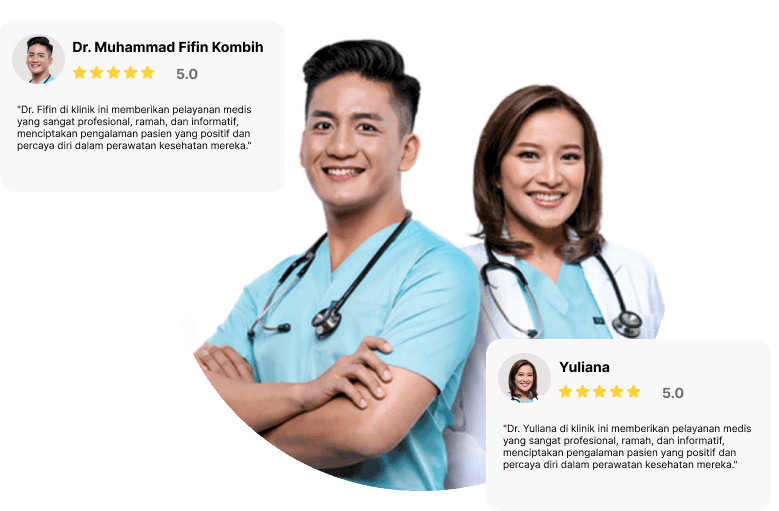 Dr. Muhammad Fifin Kombih
5.0
"Dr. Fifin di klinik ini memberikan pelayanan medis
yang sangat profesional, ramah, dan informatif,
menciptakan pengalaman pasien yang positif dan
percaya diri dalam perawatan kesehatan mereka."
Yuliana
5.0
"Dr. Yuliana di klinik ini memberikan pelayanan medis
yang sangat profesional, ramah, dan informatif,
menciptakan pengalaman pasien yang positif dan
percaya diri dalam perawatan kesehatan mereka."